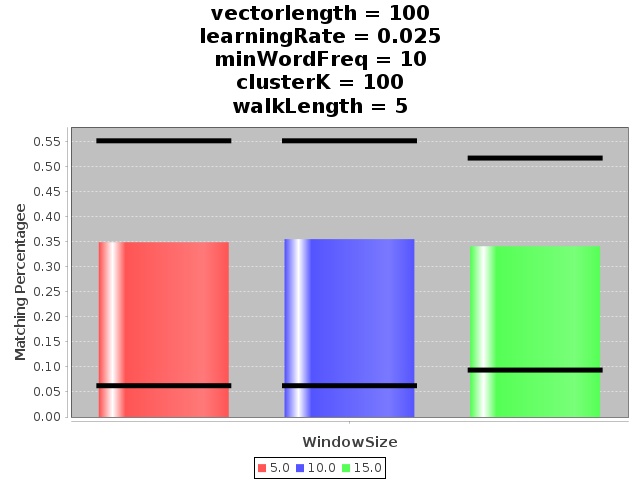 vectorlength = 100
learningRate = 0.025
minWordFreq = 10
clusterK = 100
walkLength = 5
0.55
0.50
0.45
0.40
0.35
0.30
0.25
0.20
0.15
0.10
0.05
0.00
Matching Percentagee
WindowSize
5.0 10.0 15.0